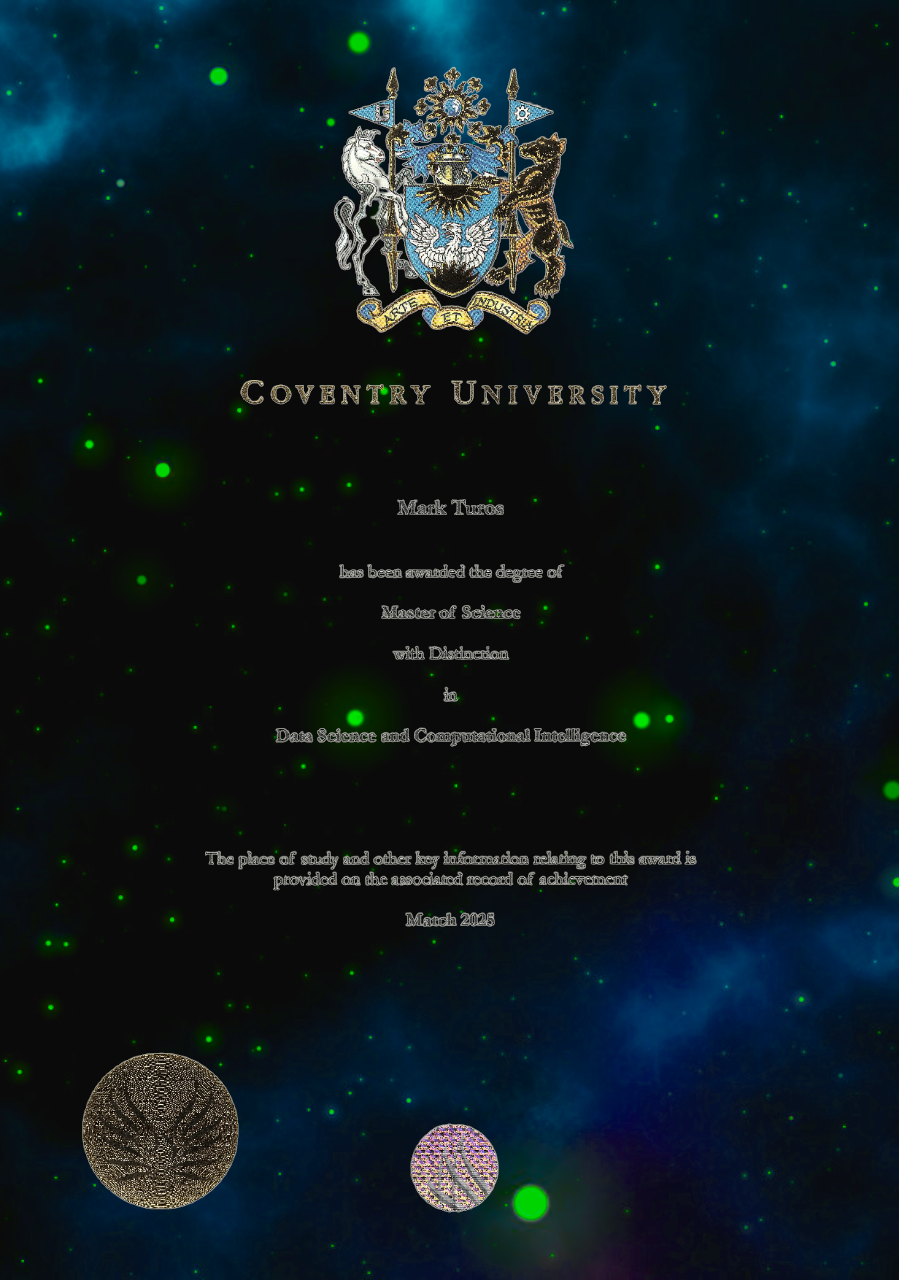 ARTE ET INDUSTRIA
COVENTRY UNIVERSITY
Mark Turos
has been awarded the degree of
Master of Science
with Distinction
in
Data Science and Computational Intelligence
The place of study and other key information relating to this award is
provided on the associated record of achievement
March 2025